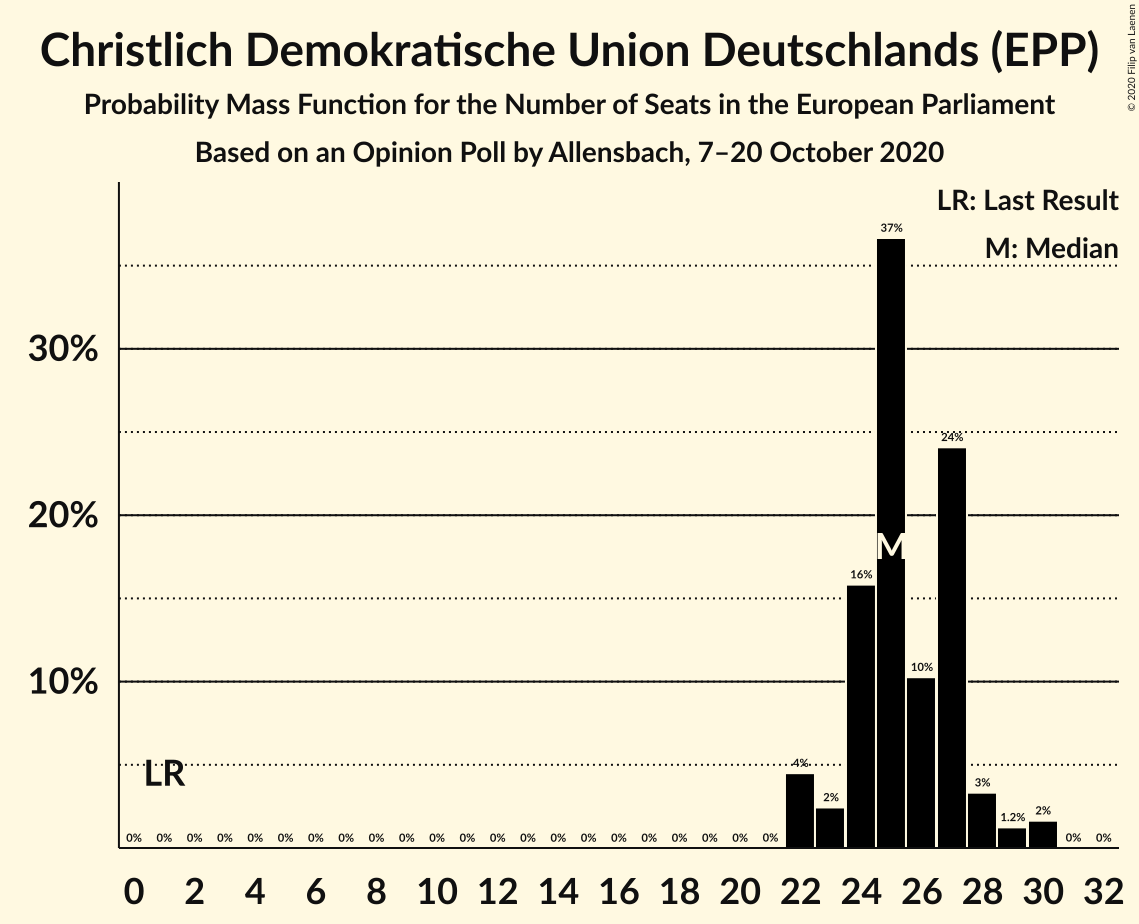 Christlich Demokratische Union Deutschlands (EPP)
Probability Mass Function for the Number of Seats in the European Parliament
Based on an Opinion Poll by Allensbach, 7–20 October 2020
© 2020 Filip van Laenen
LR: Last Result
M: Median
37%
30%
24%
20%
M
16%
10%
10%
LR
4%
2%
3%
1.2%
2%
0% 0% 0% 0% 0% 0% 0% 0% 0% 0% 0% 0% 0% 0% 0% 0% 0% 0% 0% 0% 0% 0% 0% 0%
0 2 4 6 8 10 12 14 16 18 20 22 24 26 28 30 32